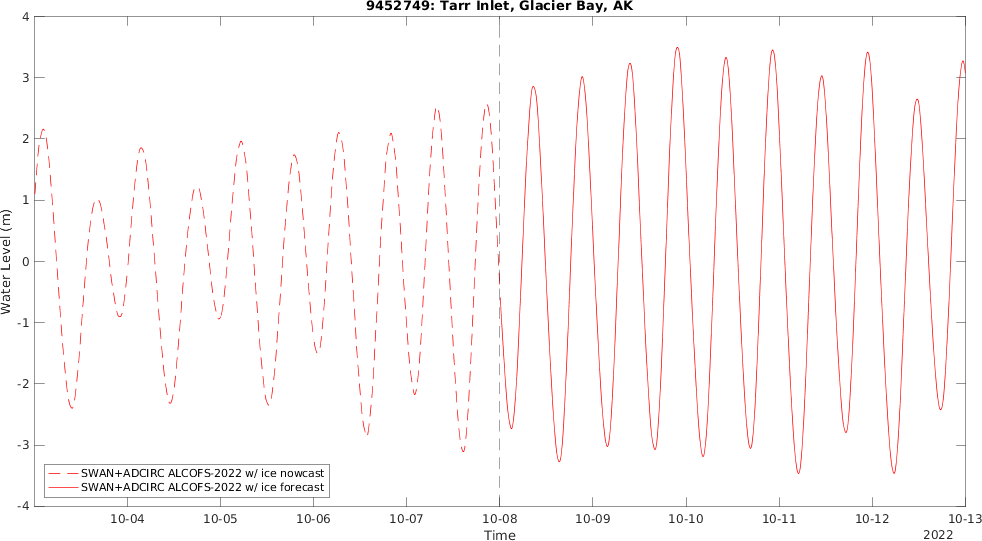 9452749: Tarr Inlet, Glacier Bay, AK
4
3
2
1
0
-1
-2
-3
-4
Water Level (m)
SWAN+ADCIRC ALCOFS-2022 w/ ice nowcast
SWAN+ADCIRC ALCOFS-2022 w/ ice forecast
10-04 10-05 10-06 10-07 10-08 10-09 10-10 10-11 10-12 10-13
Time
2022